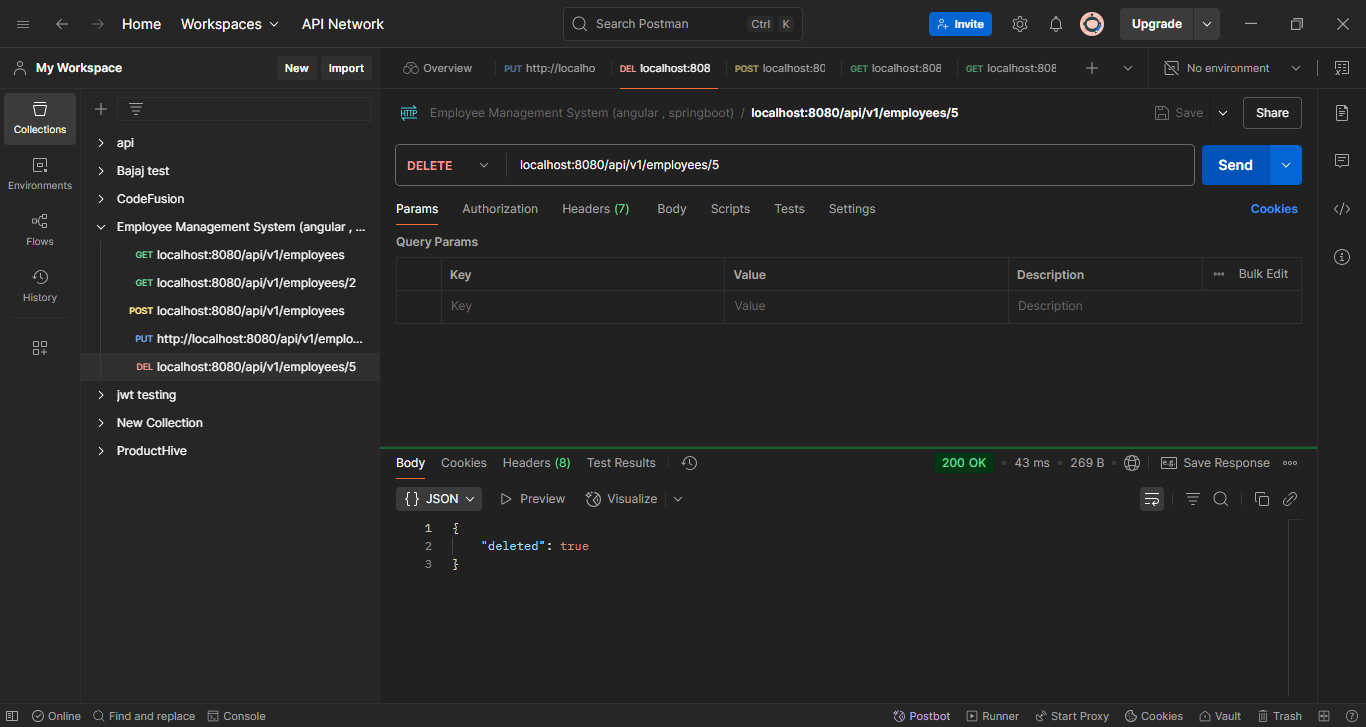 Home Workspaces API Network Search Postman Ctrl K Invite Upgrade
My Workspace New Import Overview PUT http://localho DEL localhost:808 POST localhost:80 GET localhost:808 GET localhost:808 No environment
Collections
Environments
Flows
History
api
Bajaj test
CodeFusion
Employee Management System (angular , ...
GET localhost:8080/api/v1/employees
GET localhost:8080/api/v1/employees/2
POST localhost:8080/api/v1/employees
PUT http://localhost:8080/api/v1/emplo...
DEL localhost:8080/api/v1/employees/5
jwt testing
New Collection
ProductHive
HTTP Employee Management System (angular , springboot) / localhost:8080/api/v1/employees/5 Save Share
DELETE localhost:8080/api/v1/employees/5 Send
Params Authorization Headers (7) Body Scripts Tests Settings Cookies
Query Params
Key Value Description Bulk Edit
Key Value Description
Body Cookies Headers (8) Test Results 200 OK 43 ms 269 B e.g. Save Response
{} JSON Preview Visualize
1 {
2 "deleted": true
3 }
Online Find and replace Console Postbot Runner Start Proxy Cookies Vault Trash